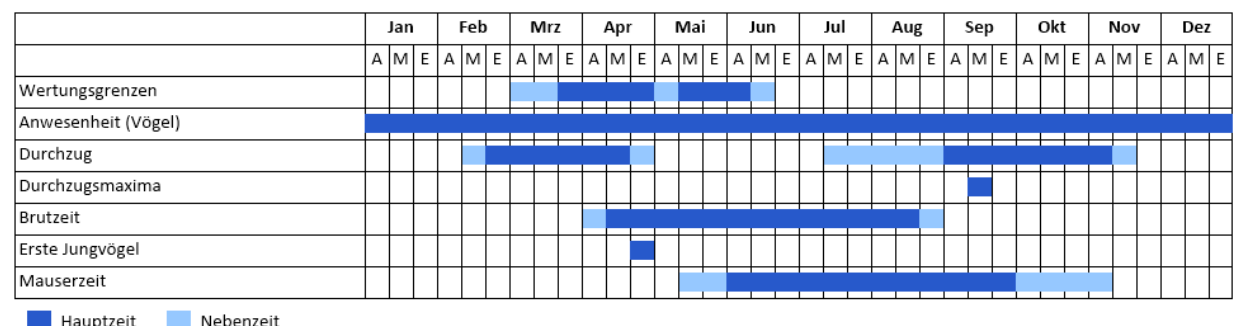 Jan Feb Mrz Apr Mai Jun Jul Aug Sep Okt Nov Dez
A M E A M E A M E A M E A M E A M E A M E A M E A M E A M E A M E A M E
Wertungsgrenzen
Anwesenheit (Vögel)
Durchzug
Durchzugsmaxima
Brutzeit
Erste Jungvögel
Mauserzeit
Hauptzeit Nebenzeit